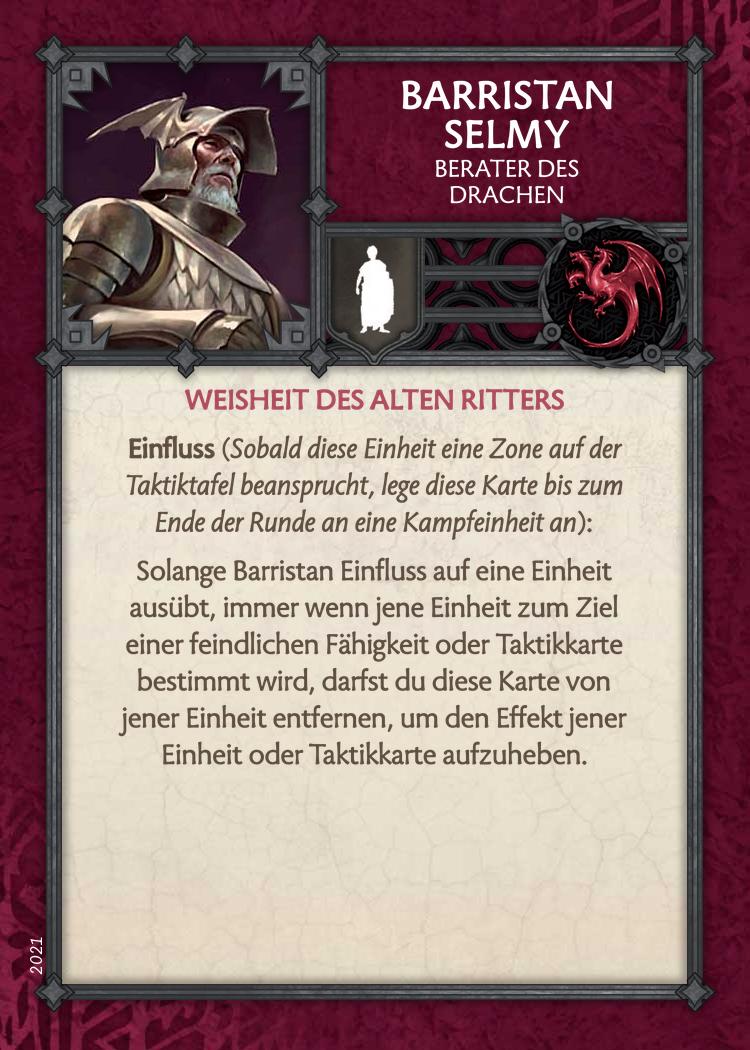 BARRISTAN
SELMY
BERATER DES
DRACHEN
WEISHEIT DES ALTEN RITTERS
Einfluss (Sobald diese Einheit eine Zone auf der
Taktiktafel beansprucht, lege diese Karte bis zum
Ende der Runde an eine Kampfeinheit an):
Solange Barristan Einfluss auf eine Einheit
ausübt, immer wenn jene Einheit zum Ziel
einer feindlichen Fähigkeit oder Taktikkarte
bestimmt wird, darfst du diese Karte von
jener Einheit entfernen, um den Effekt jener
Einheit oder Taktikkarte aufzuheben.
2021